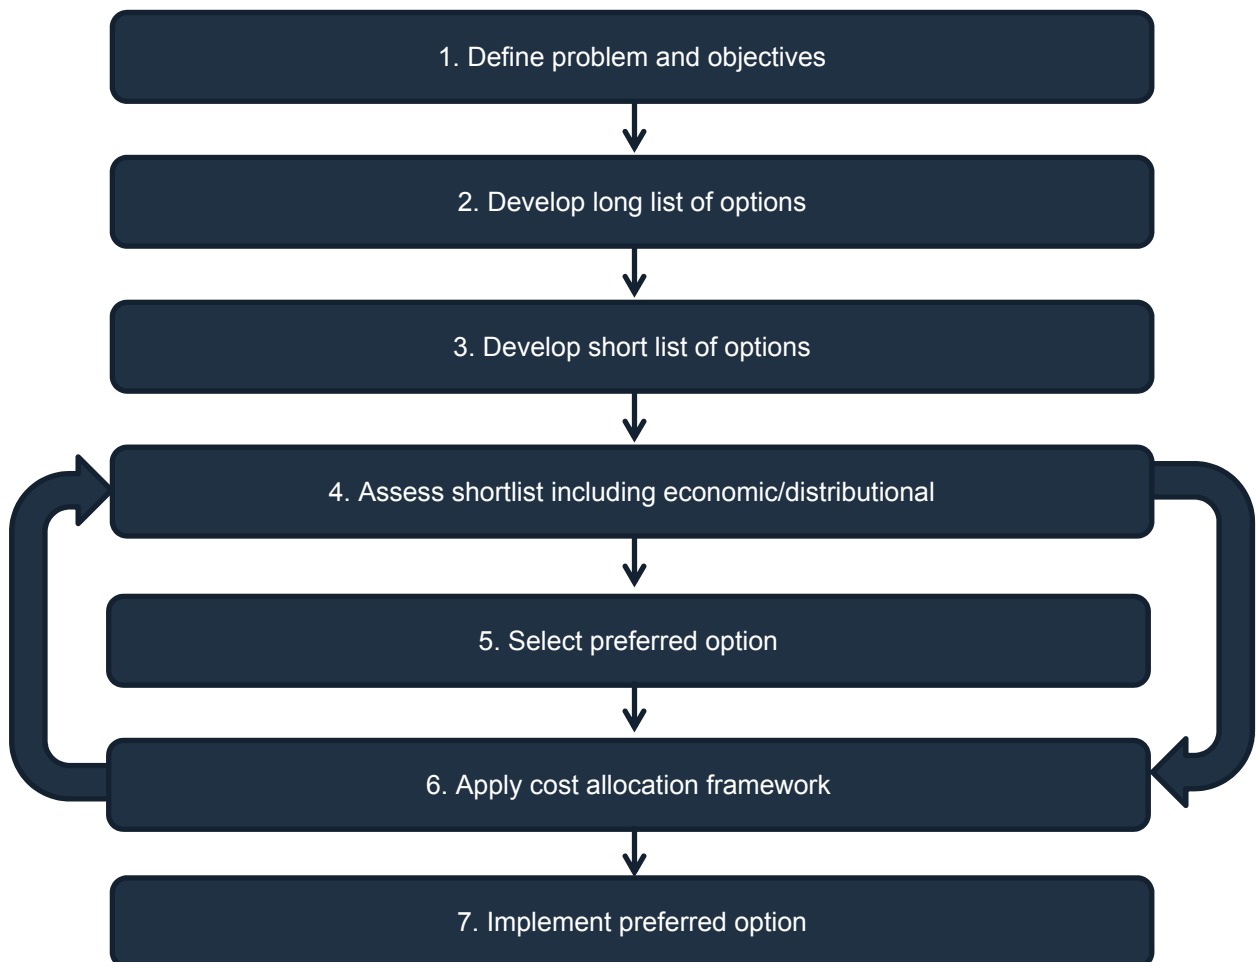 1. Define problem and objectives
2. Develop long list of options
3. Develop short list of options
4. Assess shortlist including economic/distributional
5. Select preferred option
6. Apply cost allocation framework
7. Implement preferred option